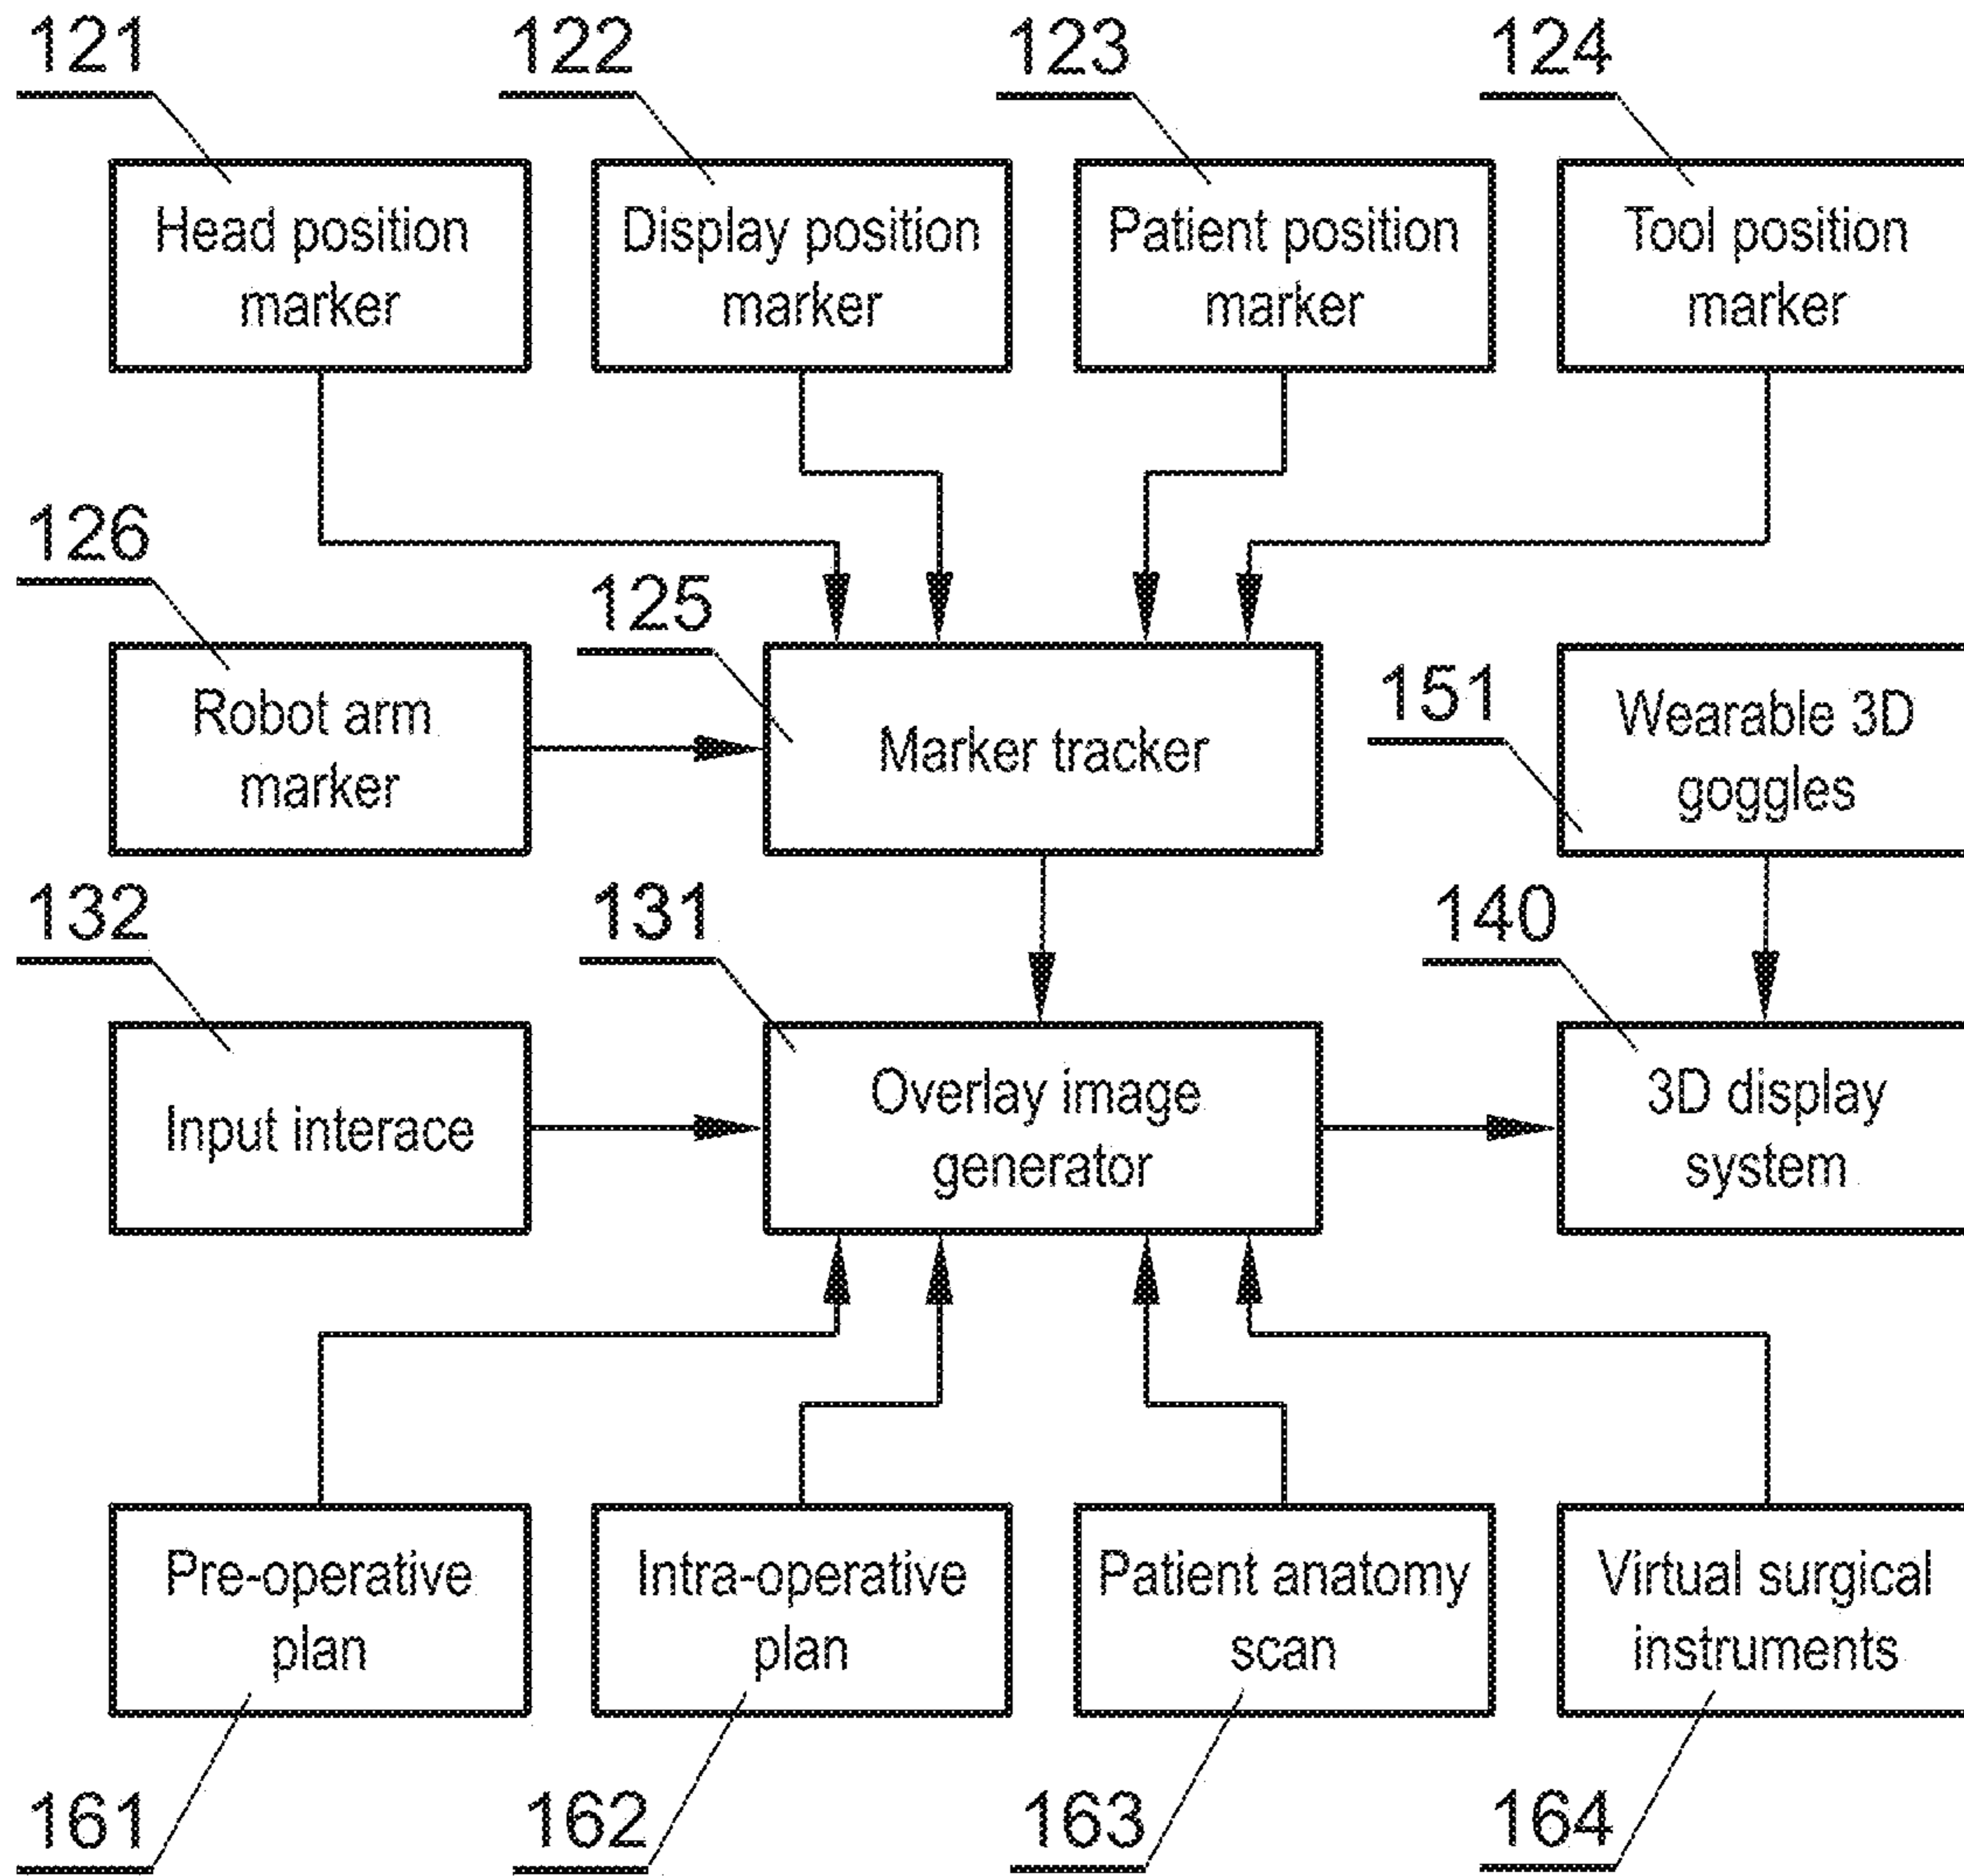 121
122
123
124
Head position
marker
Display position
marker
Patient position
marker
Tool position
marker
126
125
151
Robot arm
marker
Marker tracker
Wearable 3D
goggles
132
131
140
Input interace
Overlay image
generator
3D display
system
Pre-operative
plan
Intra-operative
plan
Patient anatomy
scan
Virtual surgical
instruments
161
162
163
164